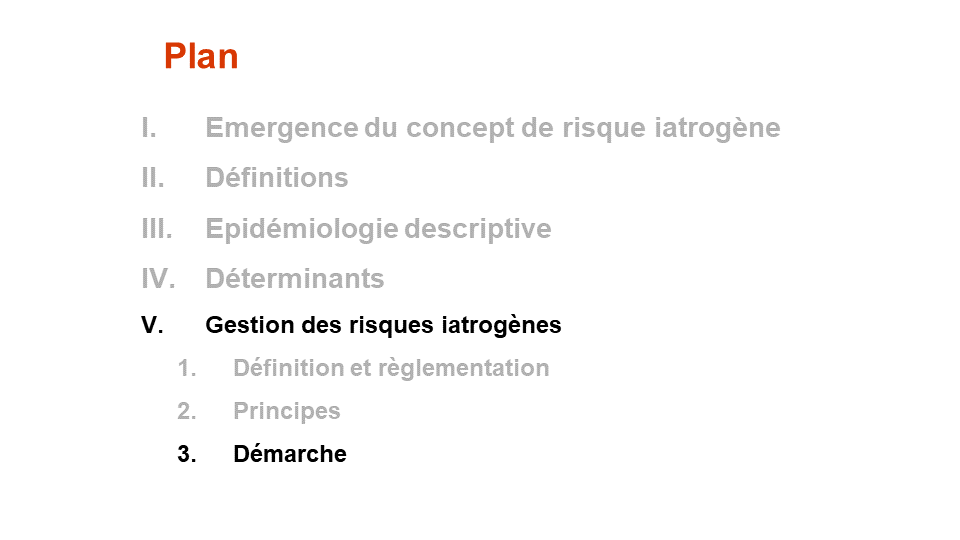 Plan
I. Emergence du concept de risque iatrogène
II. Définitions
III. Epidémiologie descriptive
IV. Déterminants
V. Gestion des risques iatrogènes
1. Définition et règlementation
2. Principes
3. Démarche